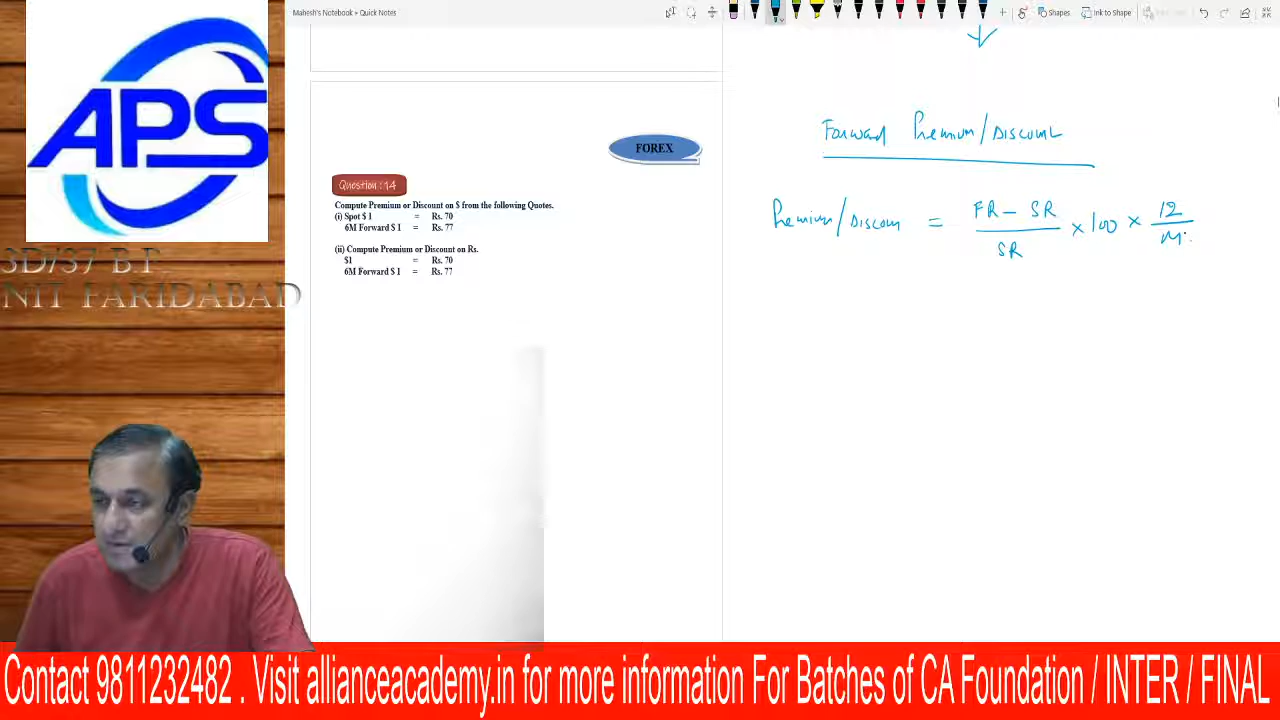 Mahesh's Notebook » Quick Notes
Shapes
Ink to Shape
APS
3D/37 B.P.
NIT FARIDABAD
FOREX
Question : 14
Compute Premium or Discount on $ from the following Quotes.
(i) Spot $ 1 = Rs. 70
6M Forward $ 1 = Rs. 77
(ii) Compute Premium or Discount on Rs.
$1 = Rs. 70
6M Forward $ 1 = Rs. 77
Forward Premium/Discount
Premium/Discoun = FR - SR / SR × 100 × 12 / M
Contact 9811232482 . Visit allianceacademy.in for more information For Batches of CA Foundation / INTER / FINAL